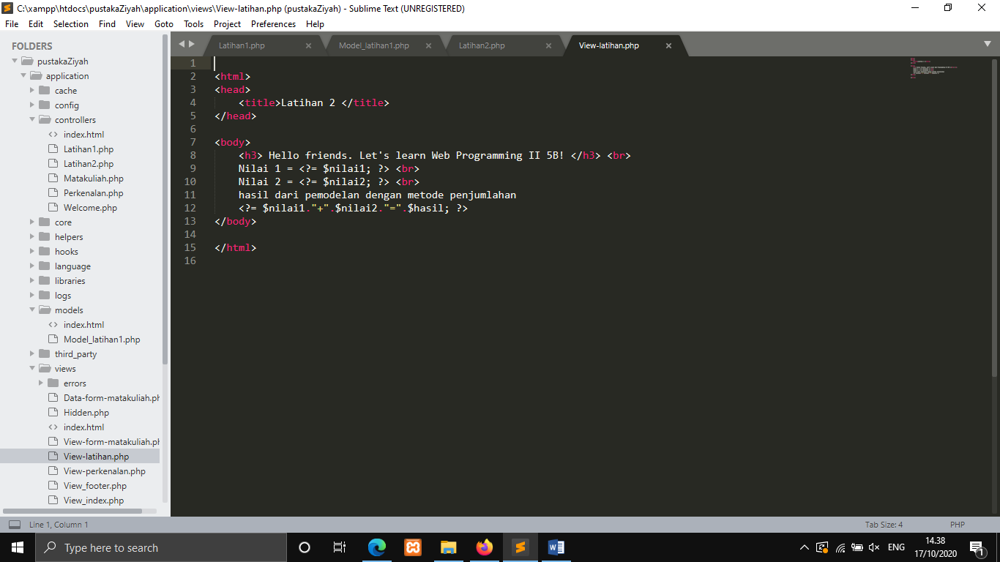 C:\xampp\htdocs\pustakaZiyah\application\views\View-latihan.php (pustakaZiyah) - Sublime Text (UNREGISTERED)
File Edit Selection Find View Goto Tools Project Preferences Help
FOLDERS
pustakaZiyah
application
cache
config
controllers
index.html
Latihan1.php
Latihan2.php
Matakuliah.php
Perkenalan.php
Welcome.php
core
helpers
hooks
language
libraries
logs
models
index.html
Model_latihan1.php
third_party
views
errors
Data-form-matakuliah.ph
Hidden.php
index.html
View-form-matakuliah.ph
View-latihan.php
View-perkenalan.php
View_footer.php
View_index.php
Latihan1.php Model_latihan1.php Latihan2.php View-latihan.php
1
2 <html>
3 <head>
4 <title>Latihan 2 </title>
5 </head>
6
7 <body>
8 <h3> Hello friends. Let's learn Web Programming II 5B! </h3> <br>
9 Nilai 1 = <?= $nilai1; ?> <br>
10 Nilai 2 = <?= $nilai2; ?> <br>
11 hasil dari pemodelan dengan metode penjumlahan
12 <?= $nilai1."+".$nilai2."=".$hasil; ?>
13 </body>
14
15 </html>
16
Line 1, Column 1 Tab Size: 4 PHP
Type here to search
ENG
14.38
17/10/2020
1